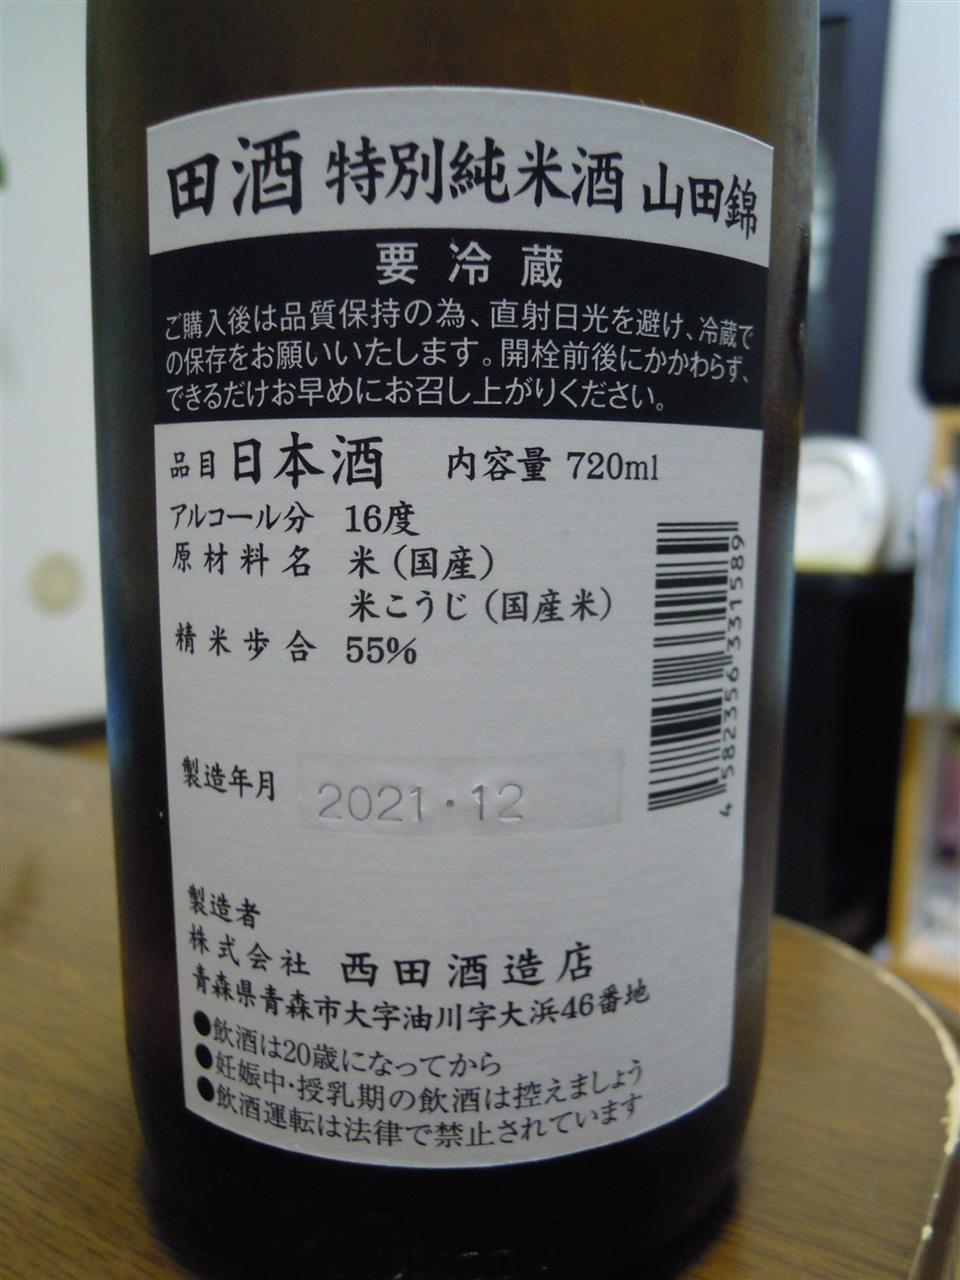 田酒 特別純米酒 山田錦
要冷蔵
ご購入後は品質保持の為、直射日光を避け、冷蔵で
の保存をお願いいたします。開栓前後にかかわらず、
できるだけお早めにお召し上がりください。
品目 日本酒 内容量 720ml
アルコール分 16度
原材料名 米（国産）
米こうじ（国産米）
精米歩合 55%
4582356331589
製造年月 2021・12
製造者
株式会社 西田酒造店
青森県青森市大字油川字大浜46番地
●飲酒は20歳になってから
●妊娠中・授乳期の飲酒は控えましょう
●飲酒運転は法律で禁止されています